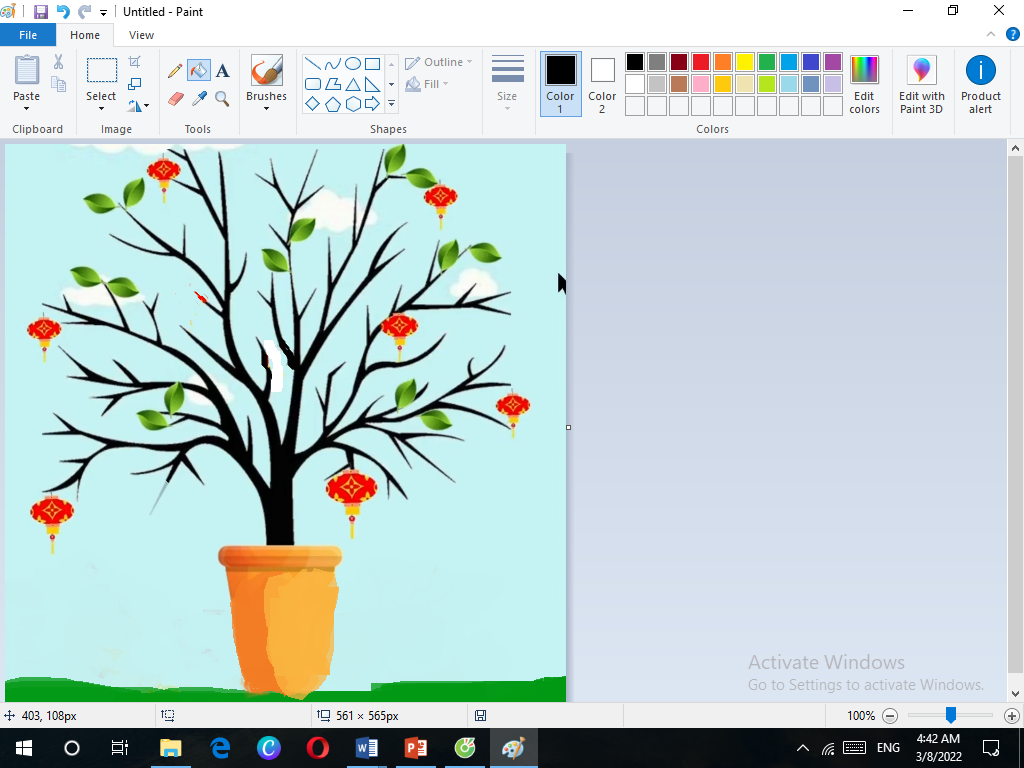 Untitled - Paint
File
Home
View
Paste
Select
A
Brushes
Outline
Fill
Size
Color
1
Color
2
Edit
colors
Edit with
Paint 3D
Product
alert
Clipboard
Image
Tools
Shapes
Colors
Activate Windows
Go to Settings to activate Windows.
403, 108px
561 × 565px
100%
ENG
4:42 AM
3/8/2022